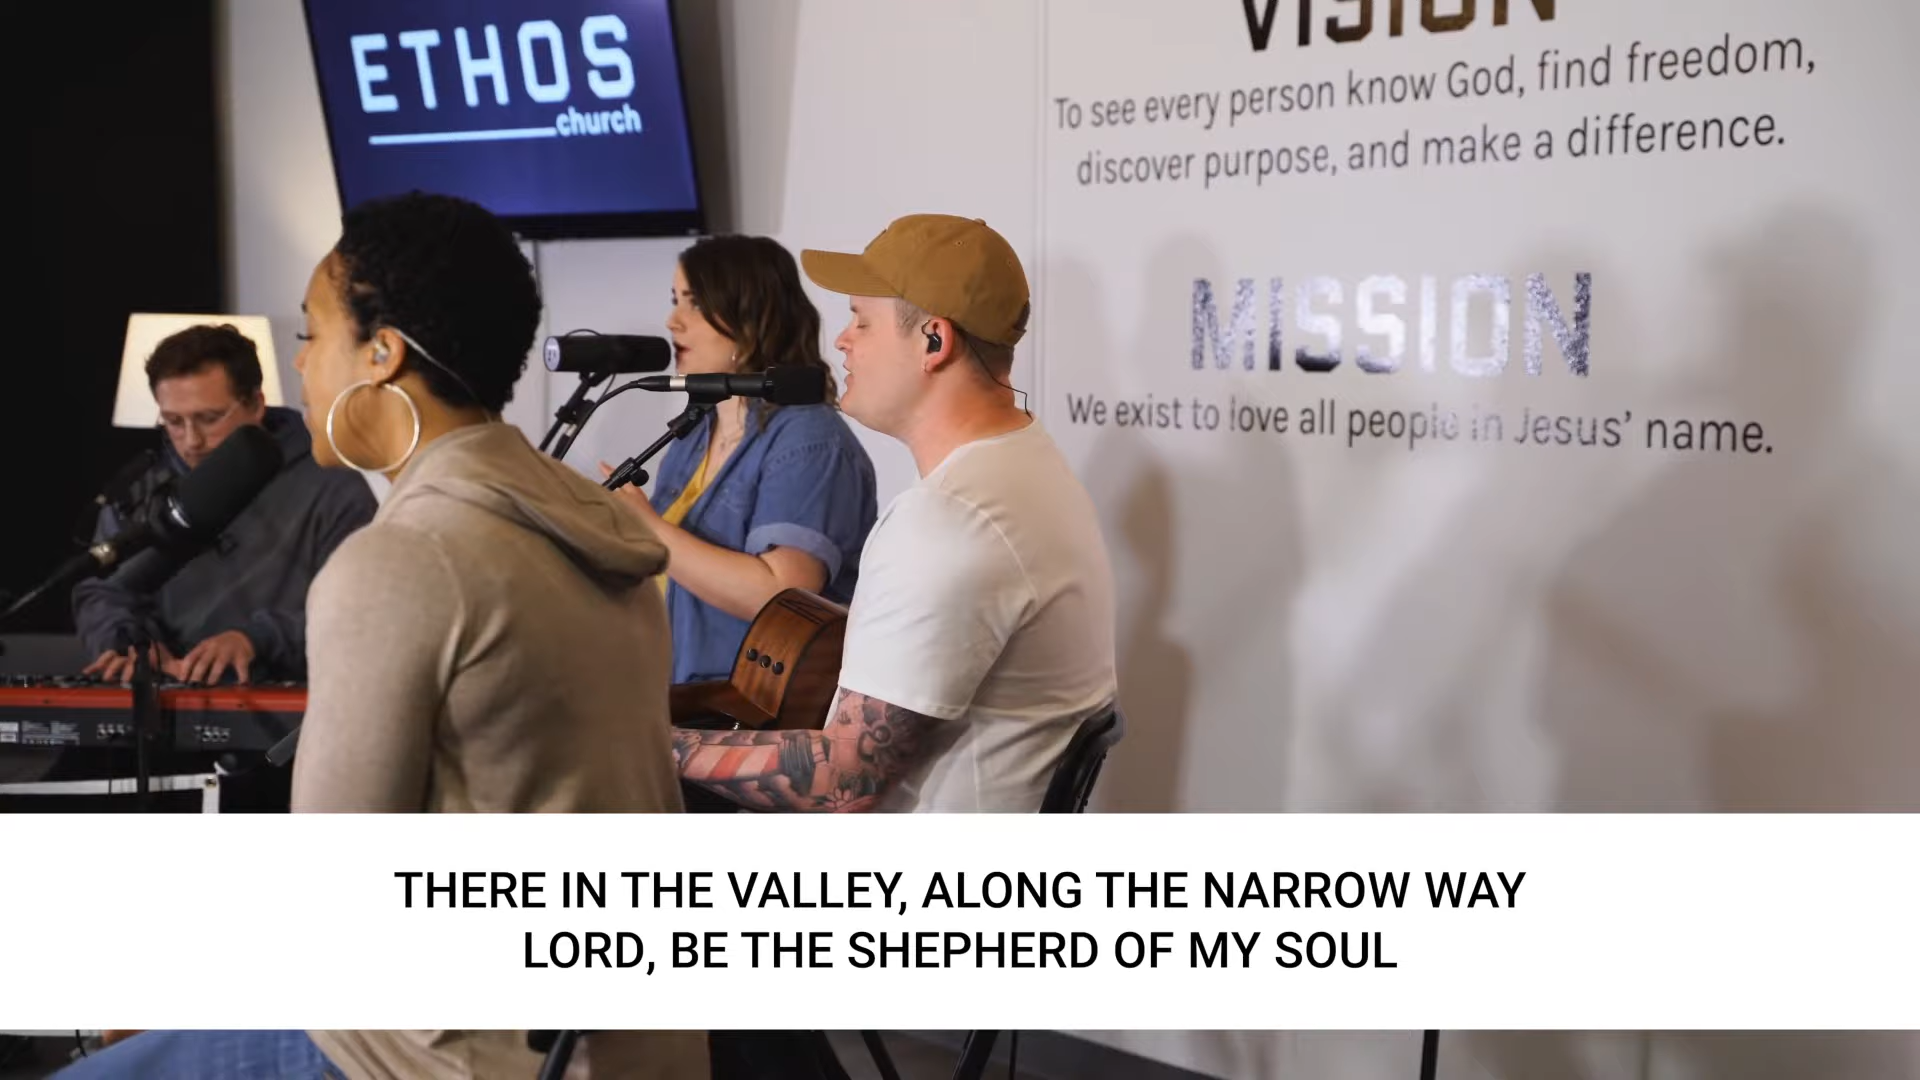 ETHOS
church
VISION
To see every person know God, find freedom,
discover purpose, and make a difference.
MISSION
We exist to love all people in Jesus' name.
THERE IN THE VALLEY, ALONG THE NARROW WAY
LORD, BE THE SHEPHERD OF MY SOUL